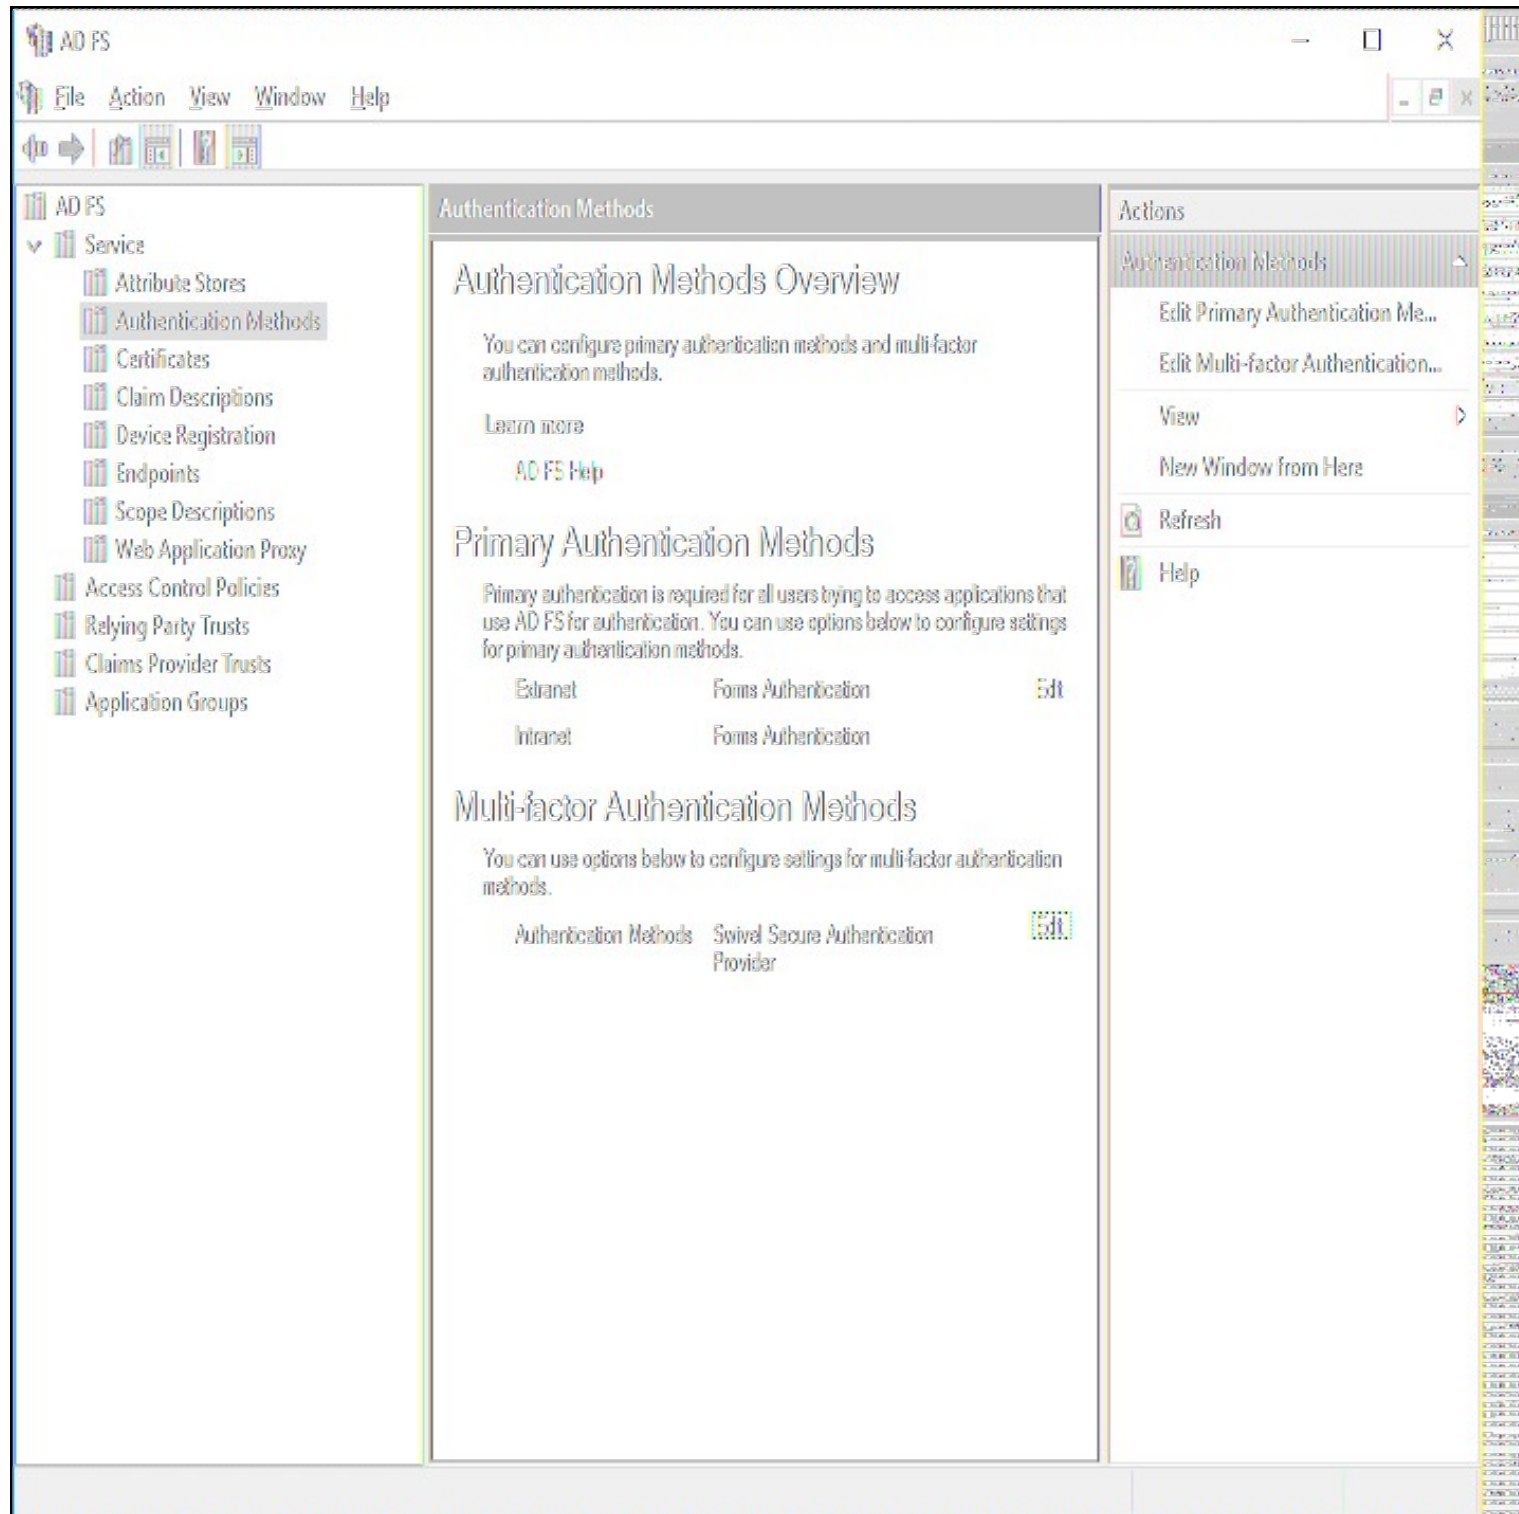 AD FS
File Action View Window Help
AD FS
Service
Attribute Stores
Authentication Methods
Certificates
Claim Descriptions
Device Registration
Endpoints
Scope Descriptions
Web Application Proxy
Access Control Policies
Relying Party Trusts
Claims Provider Trusts
Application Groups
Authentication Methods
Authentication Methods Overview
You can configure primary authentication methods and multi-factor
authentication methods.
Learn more
AD FS Help
Primary Authentication Methods
Primary authentication is required for all users trying to access applications that
use AD FS for authentication. You can use options below to configure settings
for primary authentication methods.
Extranet Forms Authentication Edit
Intranet Forms Authentication
Multi-factor Authentication Methods
You can use options below to configure settings for multi-factor authentication
methods.
Authentication Methods Swivel Secure Authentication Edit
Provider
Actions
Authentication Methods
Edit Primary Authentication Me...
Edit Multi-factor Authentication...
View
New Window from Here
Refresh
Help